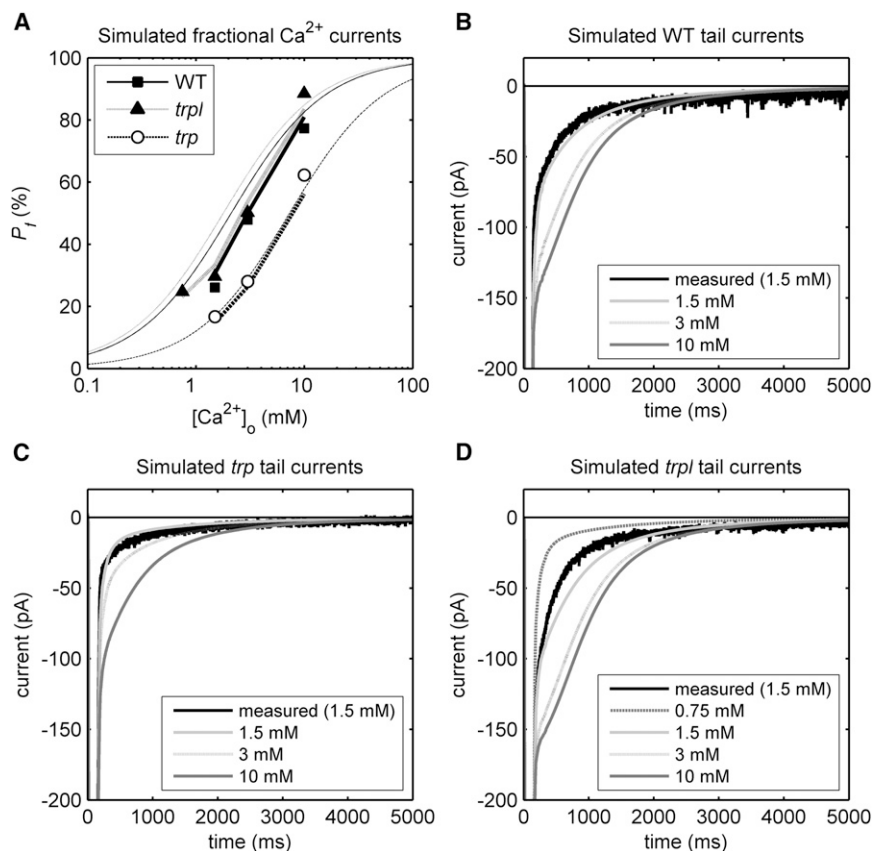 A
Simulated fractional Ca2+ currents
100
80
60
40
20
0
Pf (%)
WT
trpl
trp
0.1
1
10
100
[Ca2+]o (mM)
B
Simulated WT tail currents
0
-50
-100
-150
-200
current (pA)
measured (1.5 mM)
1.5 mM
3 mM
10 mM
0
1000
2000
3000
4000
5000
time (ms)
C
Simulated trp tail currents
0
-50
-100
-150
-200
current (pA)
measured (1.5 mM)
1.5 mM
3 mM
10 mM
0
1000
2000
3000
4000
5000
time (ms)
D
Simulated trpl tail currents
0
-50
-100
-150
-200
current (pA)
measured (1.5 mM)
0.75 mM
1.5 mM
3 mM
10 mM
0
1000
2000
3000
4000
5000
time (ms)